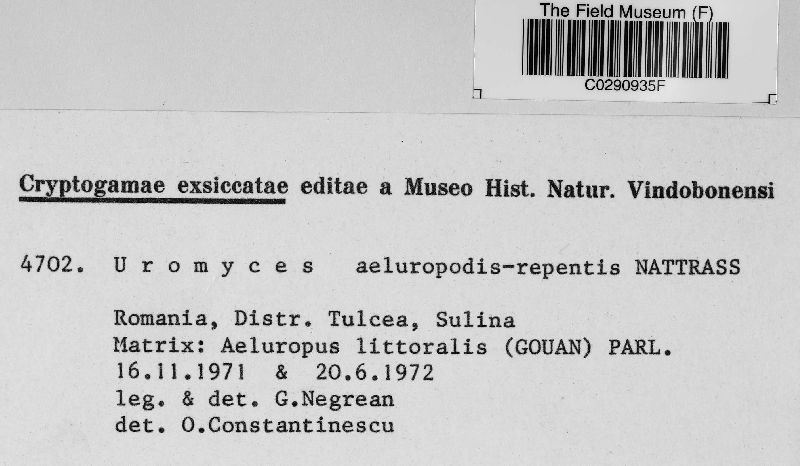 The Field Museum (F)
C0290935F
Cryptogamae exsiccatae editae a Museo Hist. Natur. Vindobonensi
4702. Uromyces aeluropodis-repentis NATTRASS
Romania, Distr. Tulcea, Sulina
Matrix: Aeluropus littoralis (GOUAN) PARL.
16.11.1971 & 20.6.1972
leg. & det. G.Negrean
det. O.Constantinescu